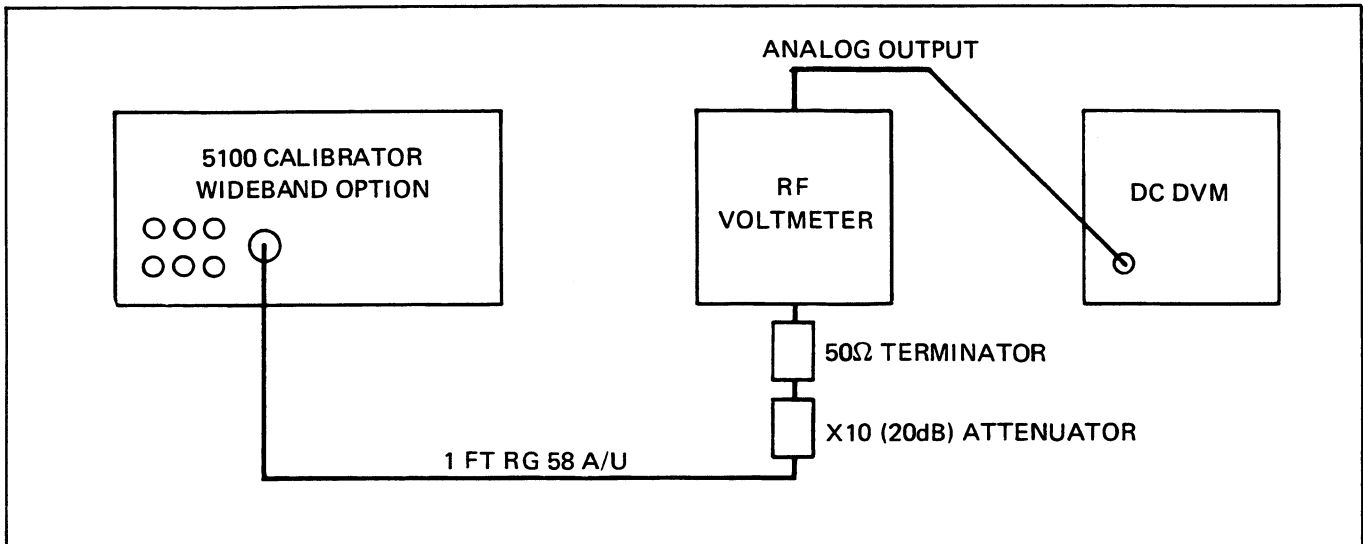 ANALOG OUTPUT
5100 CALIBRATOR
WIDEBAND OPTION
RF
VOLTMETER
DC DVM
50Ω TERMINATOR
X10 (20dB) ATTENUATOR
1 FT RG 58 A/U